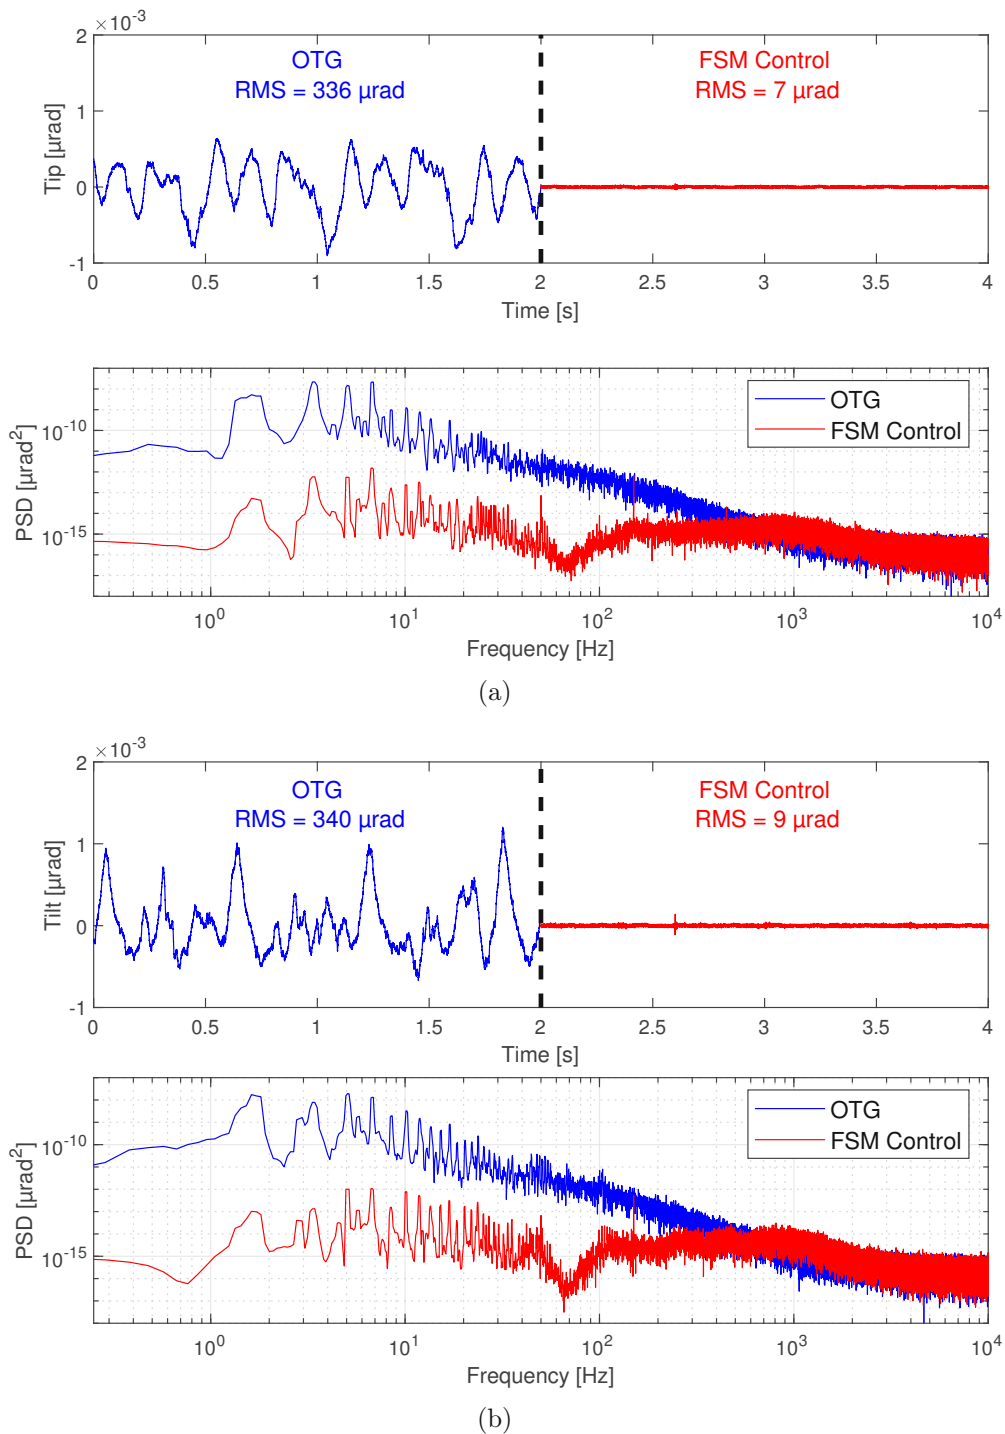 ×10⁻³
2
1
0
-1
Tip [μrad]
OTG
RMS = 336 μrad
FSM Control
RMS = 7 μrad
0 0.5 1 1.5 2 2.5 3 3.5 4
Time [s]
10⁻¹⁰
10⁻¹⁵
PSD [μrad²]
OTG
FSM Control
10⁰ 10¹ 10² 10³ 10⁴
Frequency [Hz]
(a)
×10⁻³
2
1
0
-1
Tilt [μrad]
OTG
RMS = 340 μrad
FSM Control
RMS = 9 μrad
0 0.5 1 1.5 2 2.5 3 3.5 4
Time [s]
10⁻¹⁰
10⁻¹⁵
PSD [μrad²]
OTG
FSM Control
10⁰ 10¹ 10² 10³ 10⁴
Frequency [Hz]
(b)